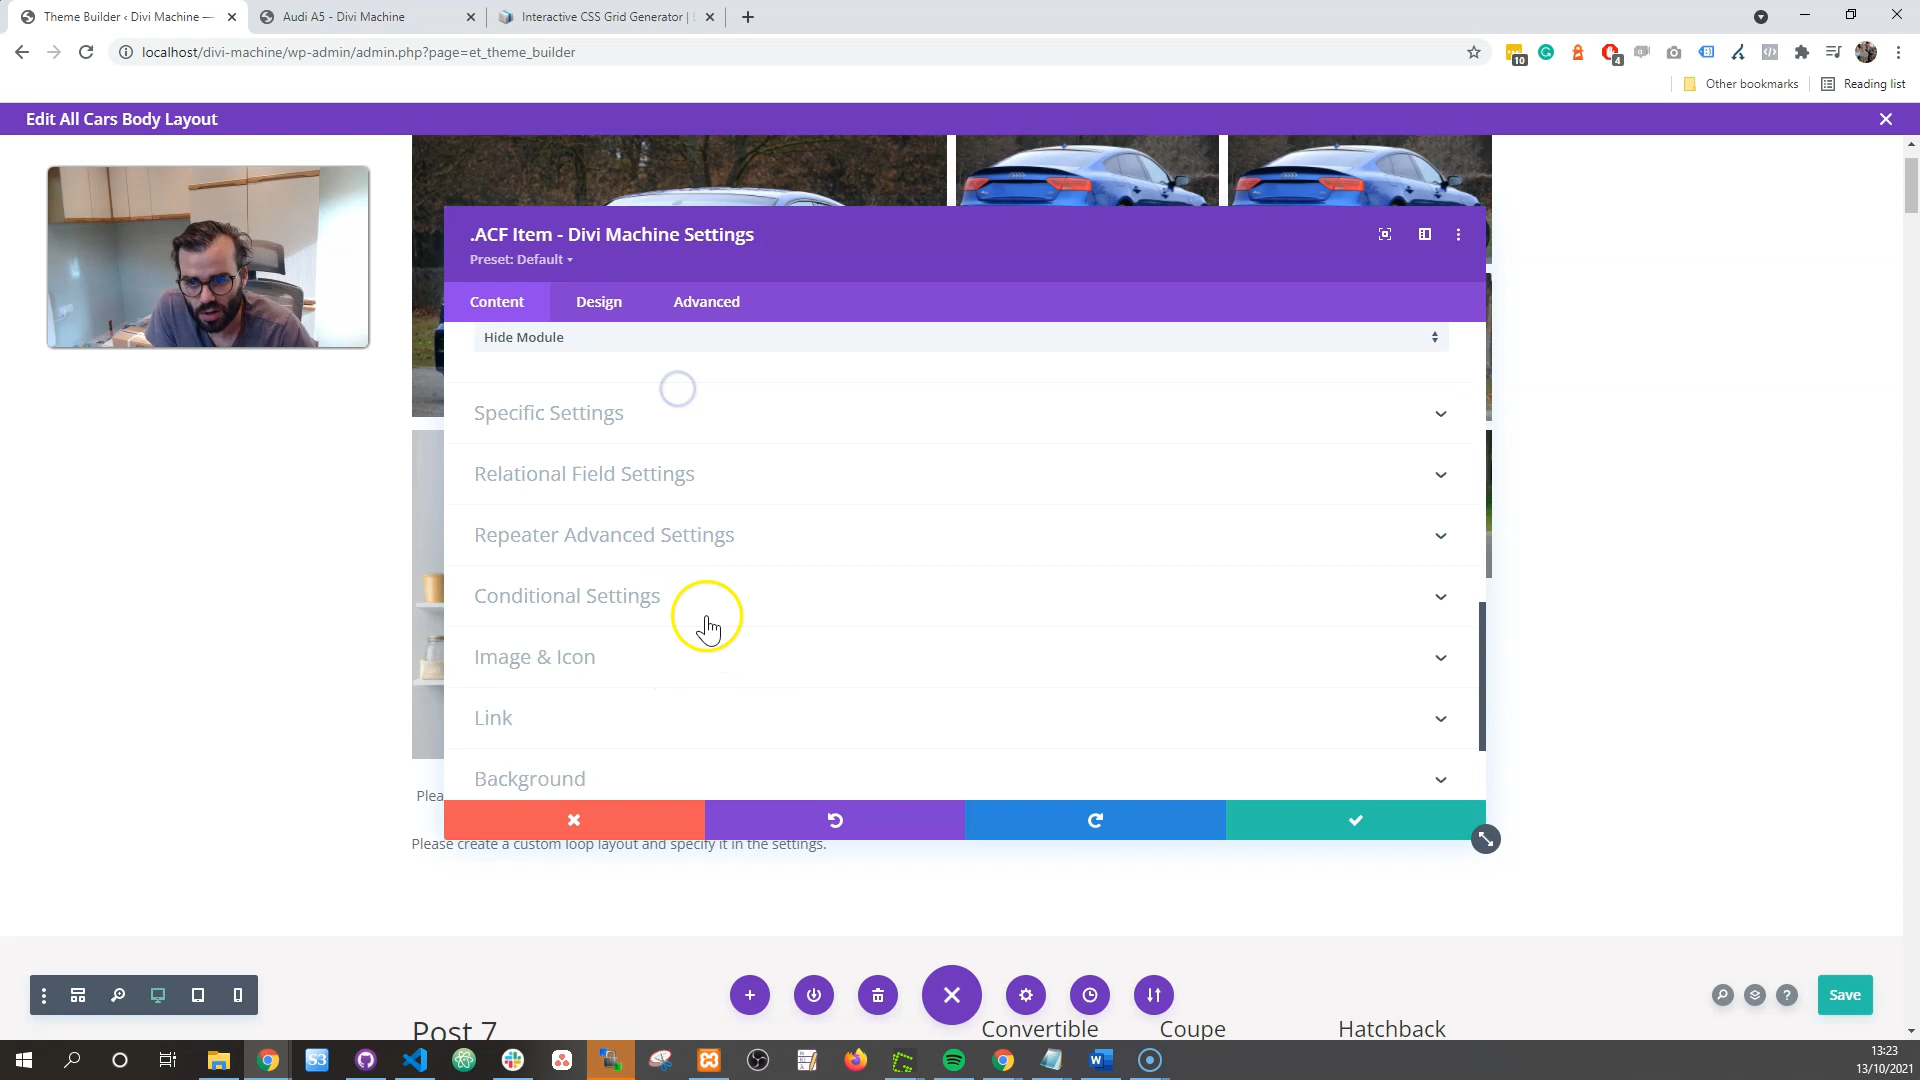 Theme Builder ‹ Divi Machine —
Audi A5 - Divi Machine
Interactive CSS Grid Generator |
localhost/divi-machine/wp-admin/admin.php?page=et_theme_builder
10
4
Other bookmarks
Reading list
Edit All Cars Body Layout
.ACF Item - Divi Machine Settings
Preset: Default
Content
Design
Advanced
Hide Module
Specific Settings
Relational Field Settings
Repeater Advanced Settings
Conditional Settings
Image & Icon
Link
Background
Plea
Please create a custom loop layout and specify it in the settings.
Save
Post 7
Convertible
Coupe
Hatchback
13:23
13/10/2021